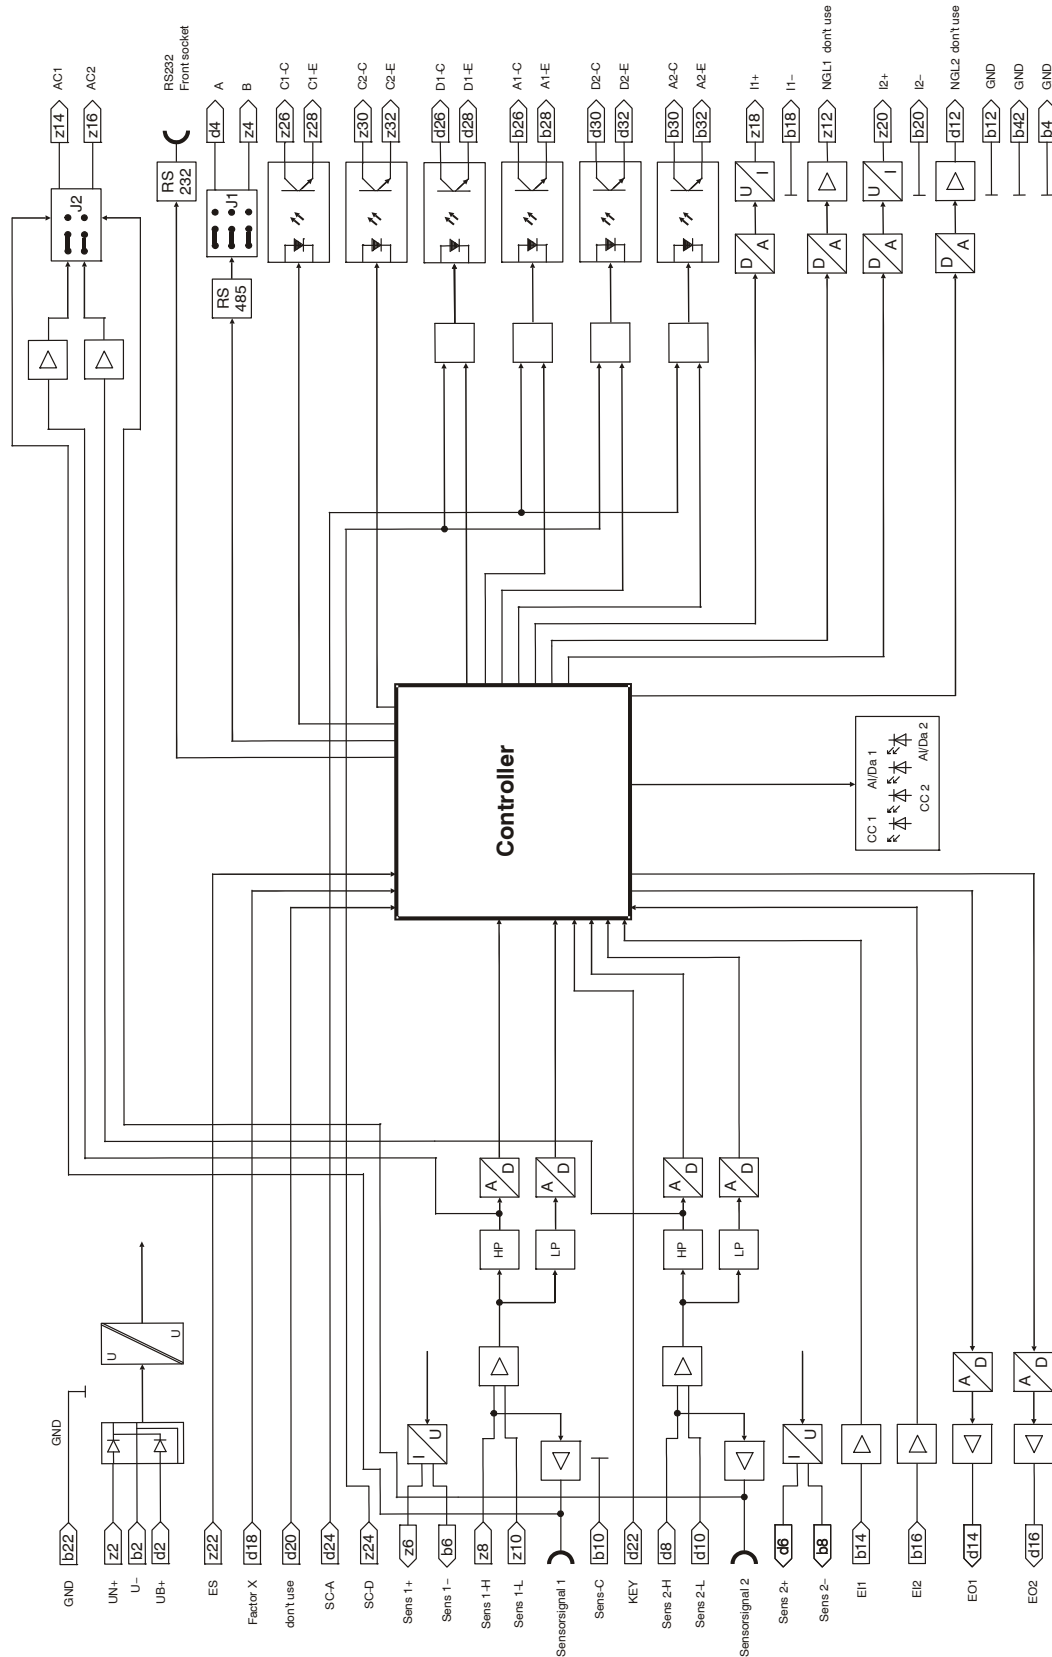 AC1
z14
AC2
z16
J2
RS232
Front socket
RS
232
A
d4
B
z4
J1
RS
485
C1-C
z26
C1-E
z28
C2-C
z30
C2-E
z32
D1-C
d26
D1-E
d28
A1-C
b26
A1-E
b28
D2-C
d30
D2-E
d32
A2-C
b30
A2-E
b32
I1+
z18
U
I
D
A
I1−
b18
NGL1 don't use
z12
D
A
I2+
z20
U
I
D
A
I2−
b20
NGL2 don't use
d12
D
A
GND
b12
GND
b42
GND
b4
Controller
CC 1
Al/Da 1
CC 2
Al/Da 2
GND
b22
GND
UN+
z2
U−
b2
UB+
d2
U
U
ES
z22
Factor X
d18
don't use
d20
SC-A
d24
SC-D
z24
Sens 1+
z6
Sens 1−
b6
I
U
Sens 1-H
z8
Sens 1-L
z10
HP
A
D
LP
A
D
Sensorsignal 1
Sens-C
b10
KEY
d22
Sens 2-H
d8
Sens 2-L
d10
HP
A
D
LP
A
D
Sensorsignal 2
Sens 2+
d6
Sens 2−
b8
I
U
EI1
b14
EI2
b16
EO1
d14
A
D
EO2
d16
A
D